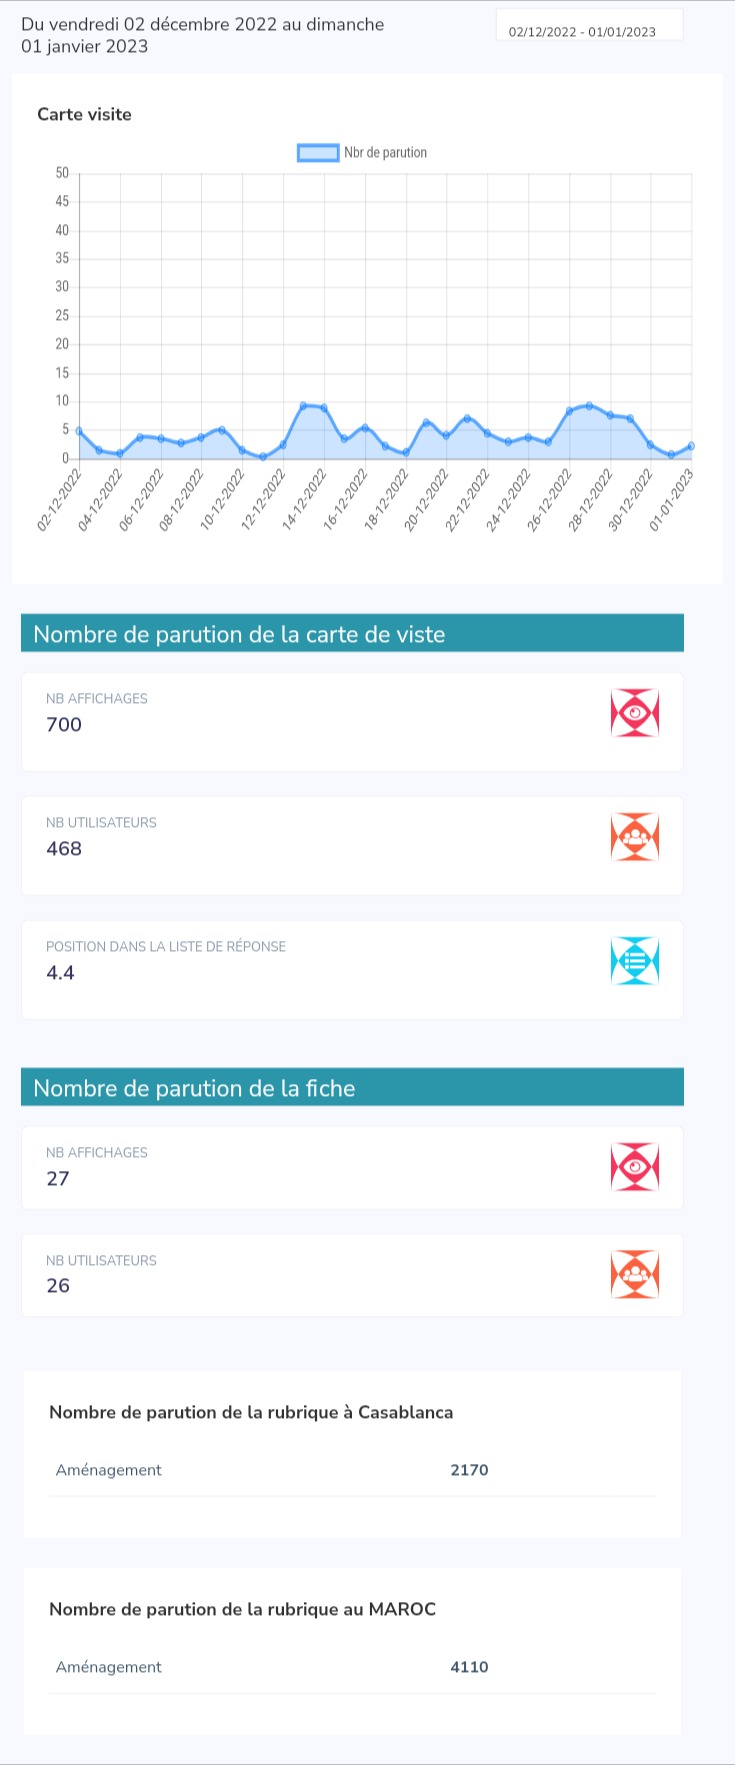 Du vendredi 02 décembre 2022 au dimanche
01 janvier 2023
02/12/2022 - 01/01/2023
Carte visite
Nbr de parution
50
45
40
35
30
25
20
15
10
5
0
02-12-2022
04-12-2022
06-12-2022
08-12-2022
10-12-2022
12-12-2022
14-12-2022
16-12-2022
18-12-2022
20-12-2022
22-12-2022
24-12-2022
26-12-2022
28-12-2022
30-12-2022
01-01-2023
Nombre de parution de la carte de viste
NB AFFICHAGES
700
NB UTILISATEURS
468
POSITION DANS LA LISTE DE RÉPONSE
4.4
Nombre de parution de la fiche
NB AFFICHAGES
27
NB UTILISATEURS
26
Nombre de parution de la rubrique à Casablanca
Aménagement 2170
Nombre de parution de la rubrique au MAROC
Aménagement 4110